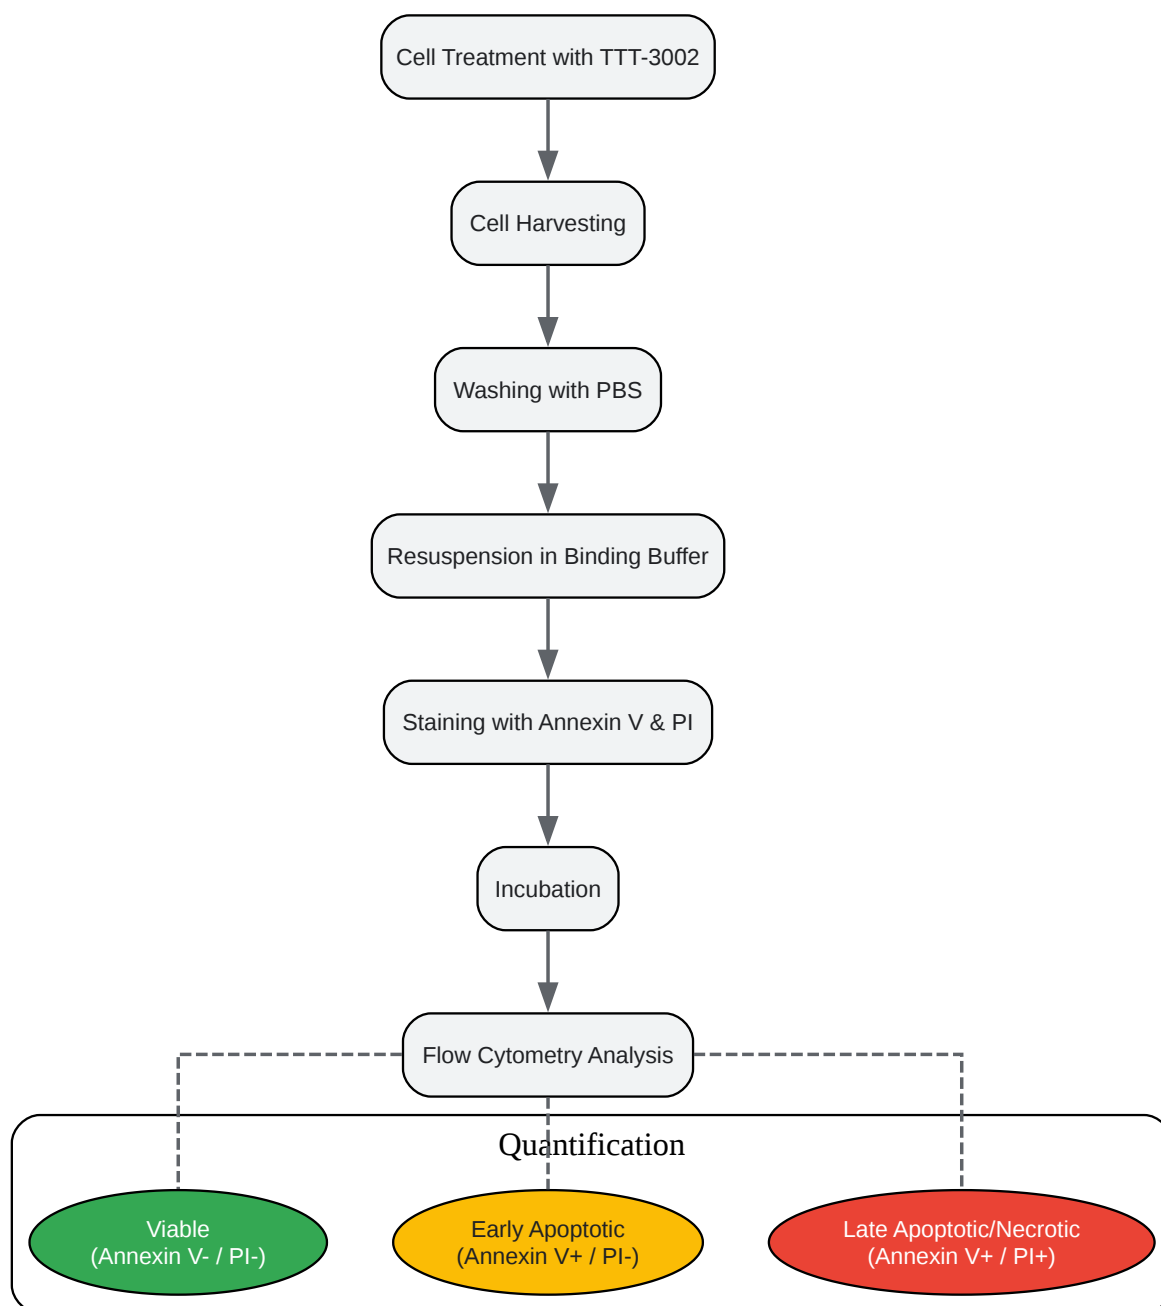 Cell Treatment with TTT-3002
Cell Harvesting
Washing with PBS
Resuspension in Binding Buffer
Staining with Annexin V & PI
Incubation
Flow Cytometry Analysis
Quantification
Viable
(Annexin V- / PI-)
Early Apoptotic
(Annexin V+ / PI-)
Late Apoptotic/Necrotic
(Annexin V+ / PI+)